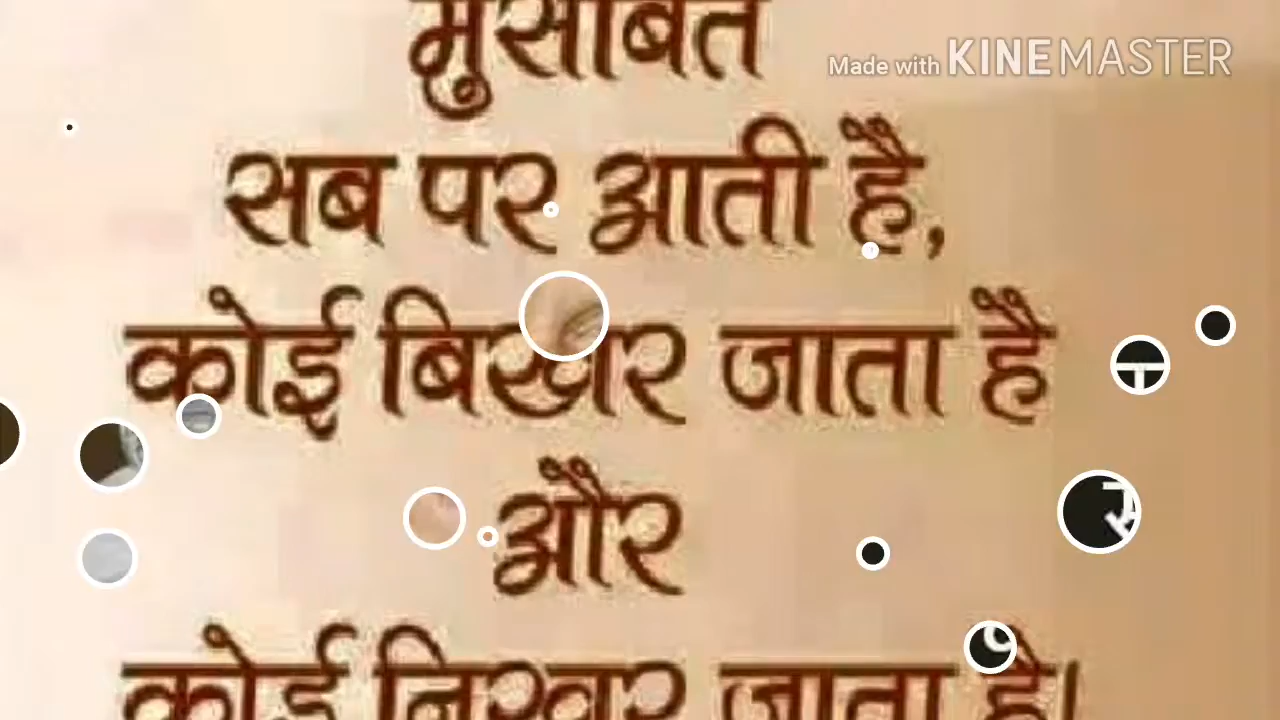 मुसीबत
Made with KINEMASTER
सब पर आती है,
कोई बिखर जाता है
और
कोई निखर जाता है।